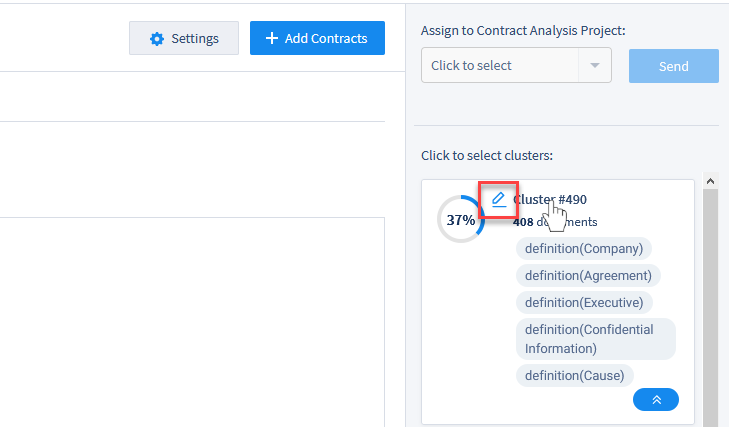 Settings
Add Contracts
Assign to Contract Analysis Project:
Click to select
Send
Click to select clusters:
37%
Cluster #490
408 documents
definition(Company)
definition(Agreement)
definition(Executive)
definition(Confidential
Information)
definition(Cause)